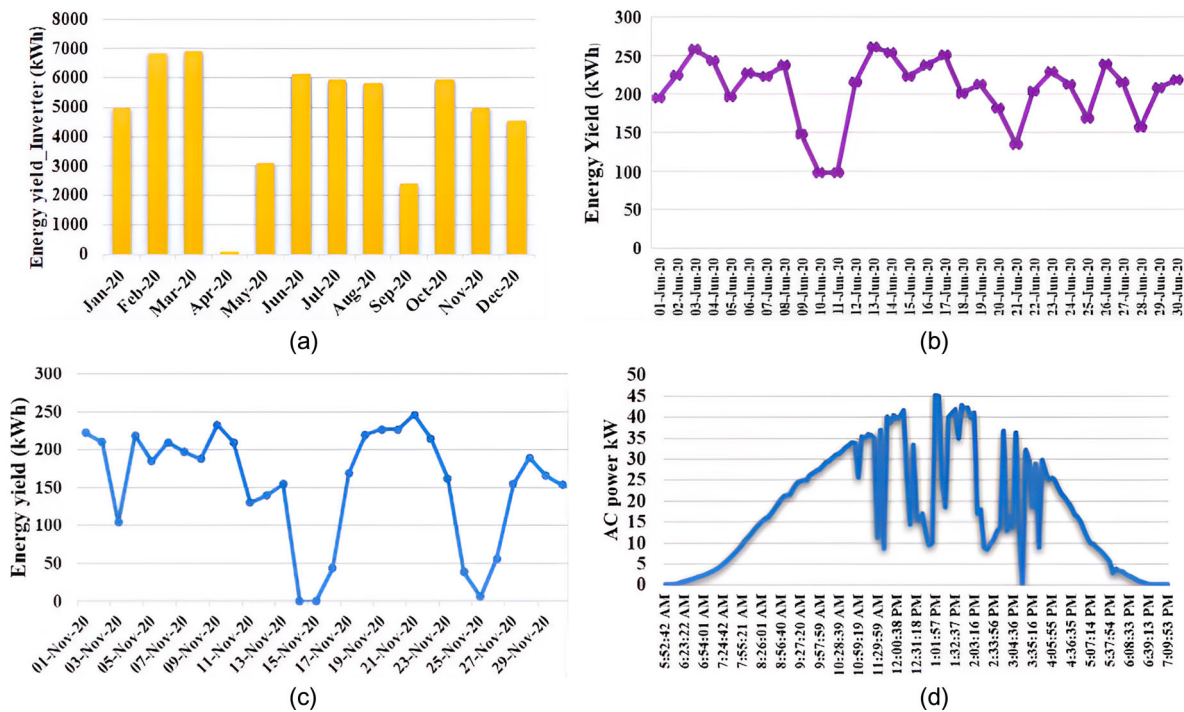 Energy yield_Inverter (kWh)
8000
7000
6000
5000
4000
3000
2000
1000
0
Jan-20
Feb-20
Mar-20
Apr-20
May-20
Jun-20
Jul-20
Aug-20
Sep-20
Oct-20
Nov-20
Dec-20
(a)
Energy Yield (kWh)
300
250
200
150
100
50
0
01-Jun-20
02-Jun-20
03-Jun-20
04-Jun-20
05-Jun-20
06-Jun-20
07-Jun-20
08-Jun-20
09-Jun-20
10-Jun-20
11-Jun-20
12-Jun-20
13-Jun-20
14-Jun-20
15-Jun-20
16-Jun-20
17-Jun-20
18-Jun-20
19-Jun-20
20-Jun-20
21-Jun-20
22-Jun-20
23-Jun-20
24-Jun-20
25-Jun-20
26-Jun-20
27-Jun-20
28-Jun-20
29-Jun-20
30-Jun-20
(b)
Energy yield (kWh)
300
250
200
150
100
50
0
01-Nov-20
03-Nov-20
05-Nov-20
07-Nov-20
09-Nov-20
11-Nov-20
13-Nov-20
15-Nov-20
17-Nov-20
19-Nov-20
21-Nov-20
23-Nov-20
25-Nov-20
27-Nov-20
29-Nov-20
(c)
AC power kW
50
45
40
35
30
25
20
15
10
5
0
5:52:42 AM
6:23:22 AM
6:54:01 AM
7:24:42 AM
7:55:21 AM
8:26:01 AM
8:56:40 AM
9:27:20 AM
9:57:59 AM
10:28:39 AM
10:59:19 AM
11:29:59 AM
12:00:38 PM
12:31:18 PM
1:01:57 PM
1:32:37 PM
2:03:16 PM
2:33:56 PM
3:04:36 PM
3:35:16 PM
4:05:55 PM
4:36:35 PM
5:07:14 PM
5:37:54 PM
6:08:33 PM
6:39:13 PM
7:09:53 PM
(d)